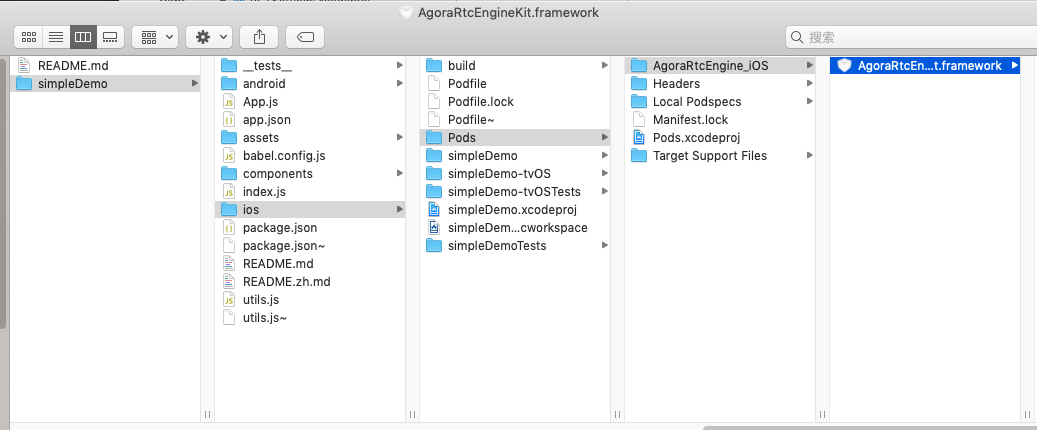 AgoraRtcEngineKit.framework
搜索
README.md
simpleDemo
__tests__
android
App.js
app.json
assets
babel.config.js
components
index.js
ios
package.json
package.json~
README.md
README.zh.md
utils.js
utils.js~
build
Podfile
Podfile.lock
Podfile~
Pods
simpleDemo
simpleDemo-tvOS
simpleDemo-tvOSTests
simpleDemo.xcodeproj
simpleDem...cworkspace
simpleDemoTests
AgoraRtcEngine_iOS
Headers
Local Podspecs
Manifest.lock
Pods.xcodeproj
Target Support Files
AgoraRtcEn...t.framework